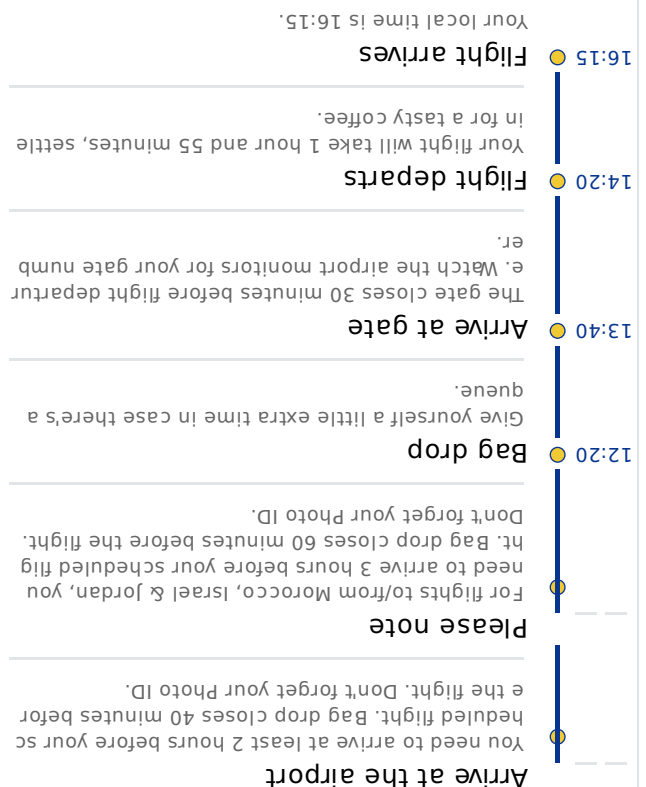 Arrive at the airport
You need to arrive at least 2 hours before your sc
heduled flight. Bag drop closes 40 minutes befor
e the flight. Don't forget your Photo ID.
Please note
For flights to/from Morocco, Israel & Jordan, you
need to arrive 3 hours before your scheduled flig
ht. Bag drop closes 60 minutes before the flight.
Don't forget your Photo ID.
12:20 Bag drop
Give yourself a little extra time in case there's a
queue.
13:40 Arrive at gate
The gate closes 30 minutes before flight departur
e. Watch the airport monitors for your gate numb
er.
14:20 Flight departs
Your flight will take 1 hour and 55 minutes, settle
in for a tasty coffee.
16:15 Flight arrives
Your local time is 16:15.